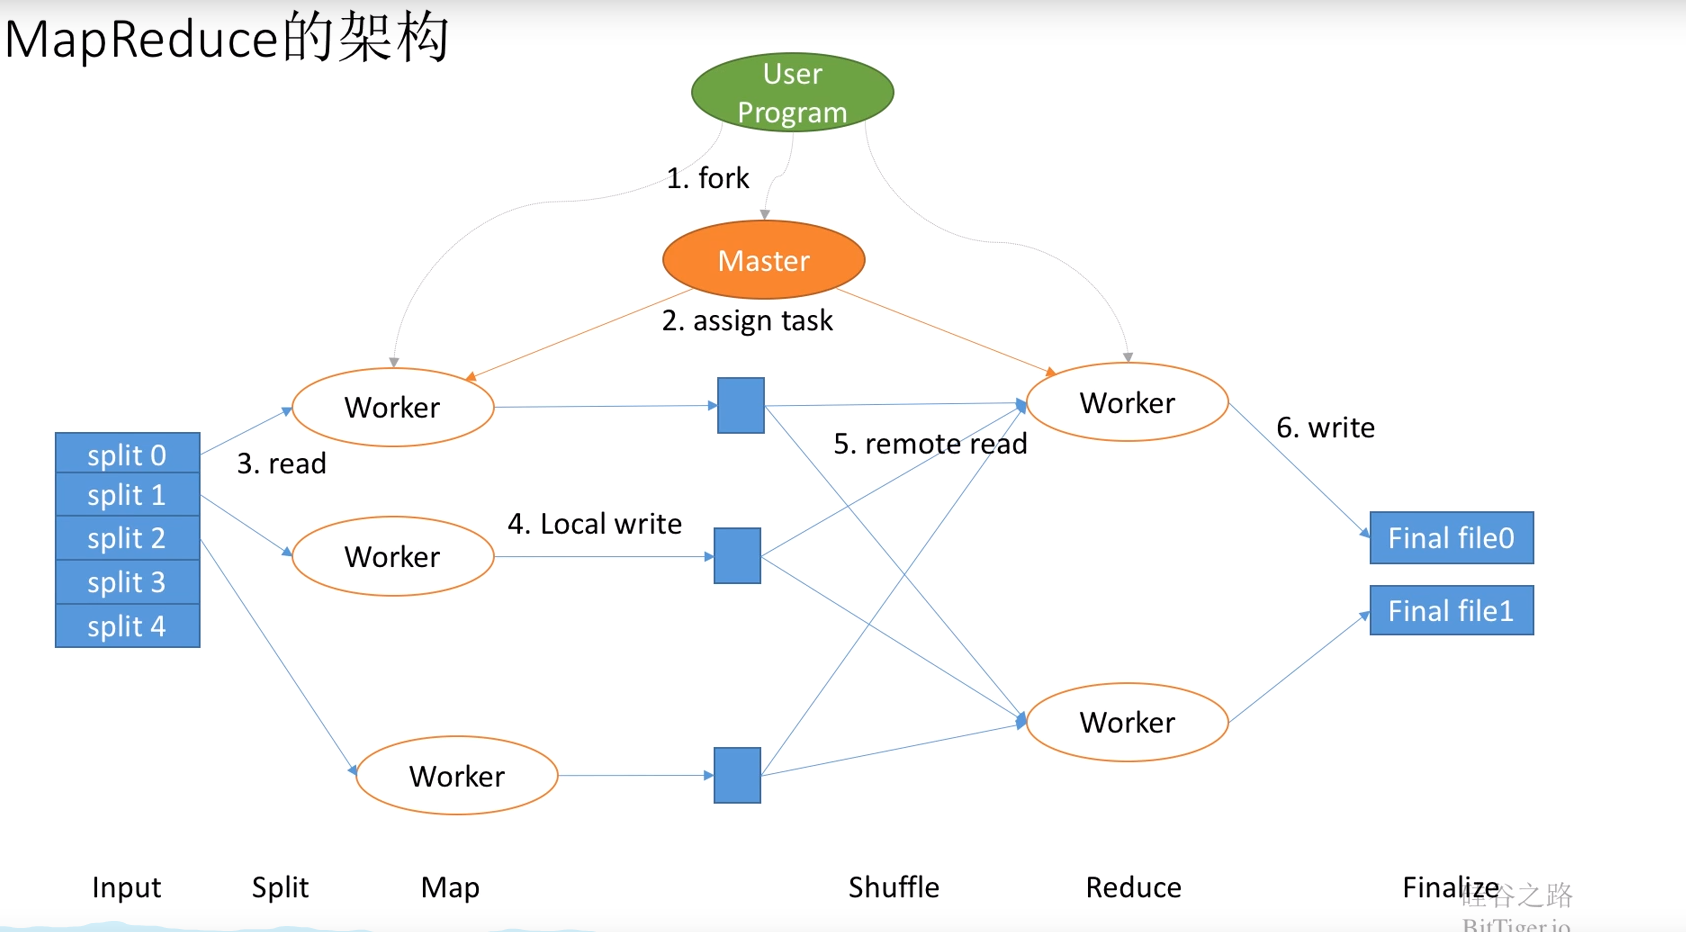 MapReduce的架构
User
Program
1. fork
Master
2. assign task
Worker
Worker
5. remote read
6. write
split 0
3. read
split 1
4. Local write
split 2
Worker
Final file0
split 3
Final file1
split 4
Worker
Worker
Input
Split
Map
Shuffle
Reduce
Finalize
硅谷之路
BitTiger.io